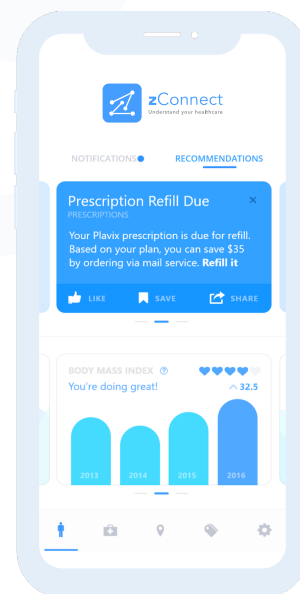 zConnect
Understand your healthcare
NOTIFICATIONS
RECOMMENDATIONS
Prescription Refill Due
PRESCRIPTIONS
Your Plavix prescription is due for refill.
Based on your plan, you can save $35
by ordering via mail service. Refill it
LIKE
SAVE
SHARE
BODY MASS INDEX
You're doing great!
32.5
2013
2014
2015
2016